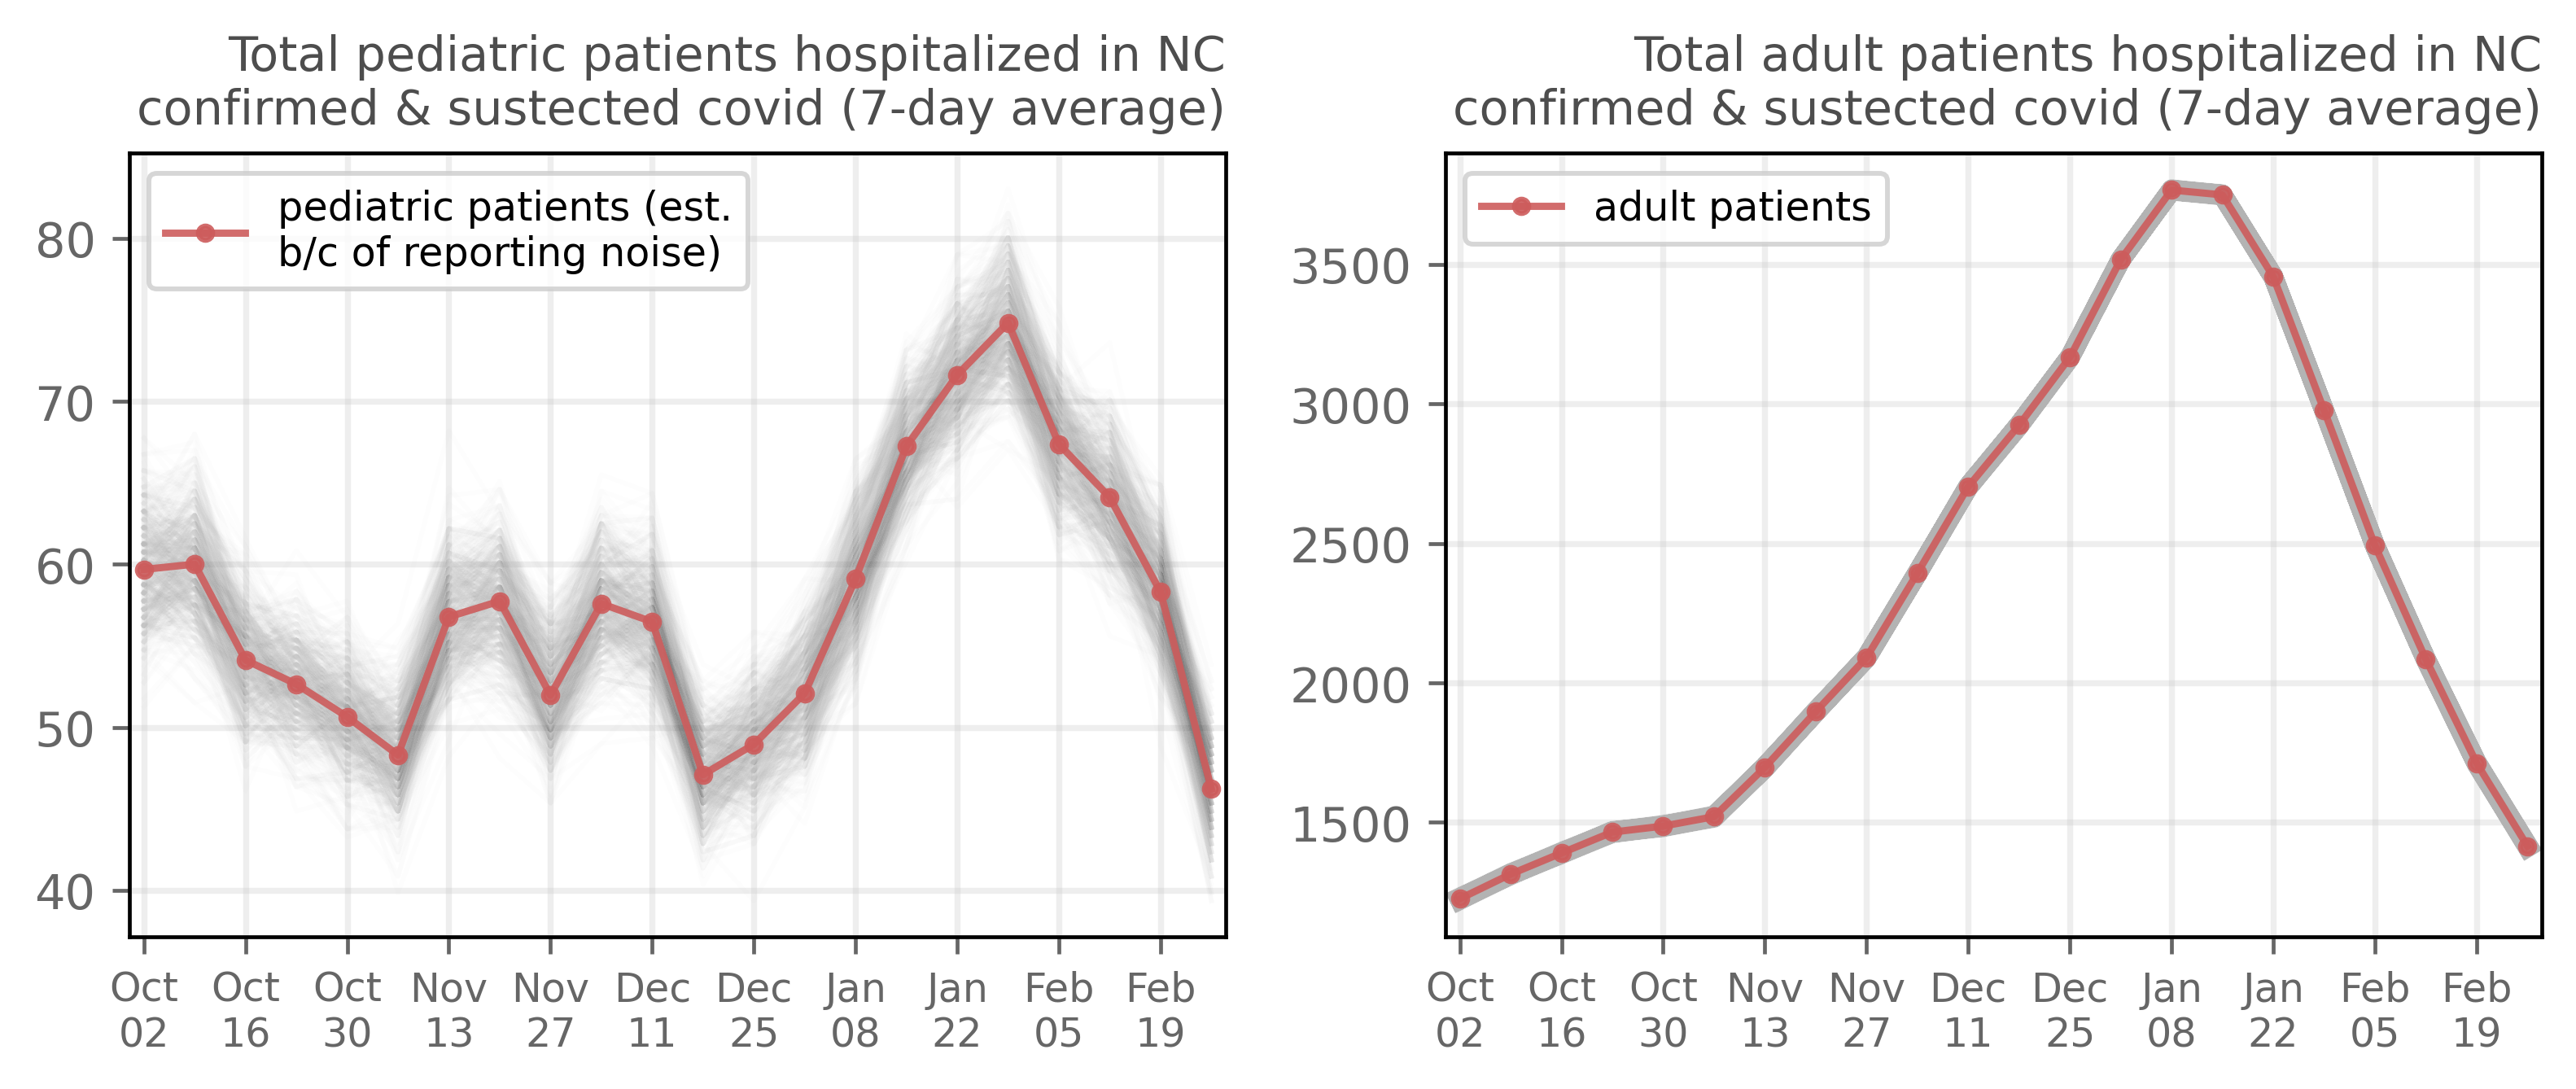 Total pediatric patients hospitalized in NC
confirmed & sustected covid (7-day average)
pediatric patients (est.
b/c of reporting noise)
80
70
60
50
40
Oct Oct Oct Nov Nov Dec Dec Jan Jan Feb Feb
02 16 30 13 27 11 25 08 22 05 19
Total adult patients hospitalized in NC
confirmed & sustected covid (7-day average)
adult patients
3500
3000
2500
2000
1500
Oct Oct Oct Nov Nov Dec Dec Jan Jan Feb Feb
02 16 30 13 27 11 25 08 22 05 19